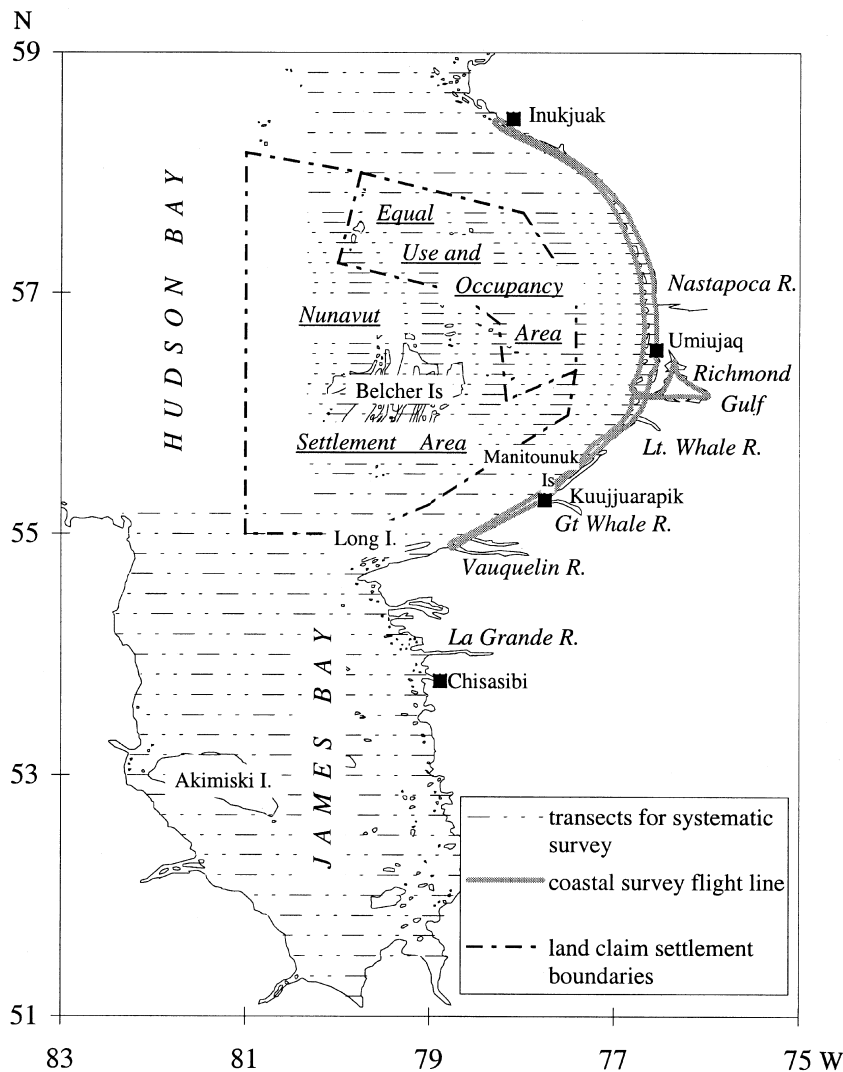 N
59
Inukjuak
HUDSON BAY
Equal
Use and
Occupancy
Area
57
Nastapoca R.
Nunavut
Umiujaq
Richmond
Gulf
Belcher Is
Settlement Area
Lt. Whale R.
Manitounuk
Is
Kuujjuarapik
Gt Whale R.
55
Long I.
Vauquelin R.
La Grande R.
JAMES BAY
Chisasibi
53
Akimiski I.
transects for systematic
survey
coastal survey flight line
land claim settlement
boundaries
51
83 81 79 77 75 W